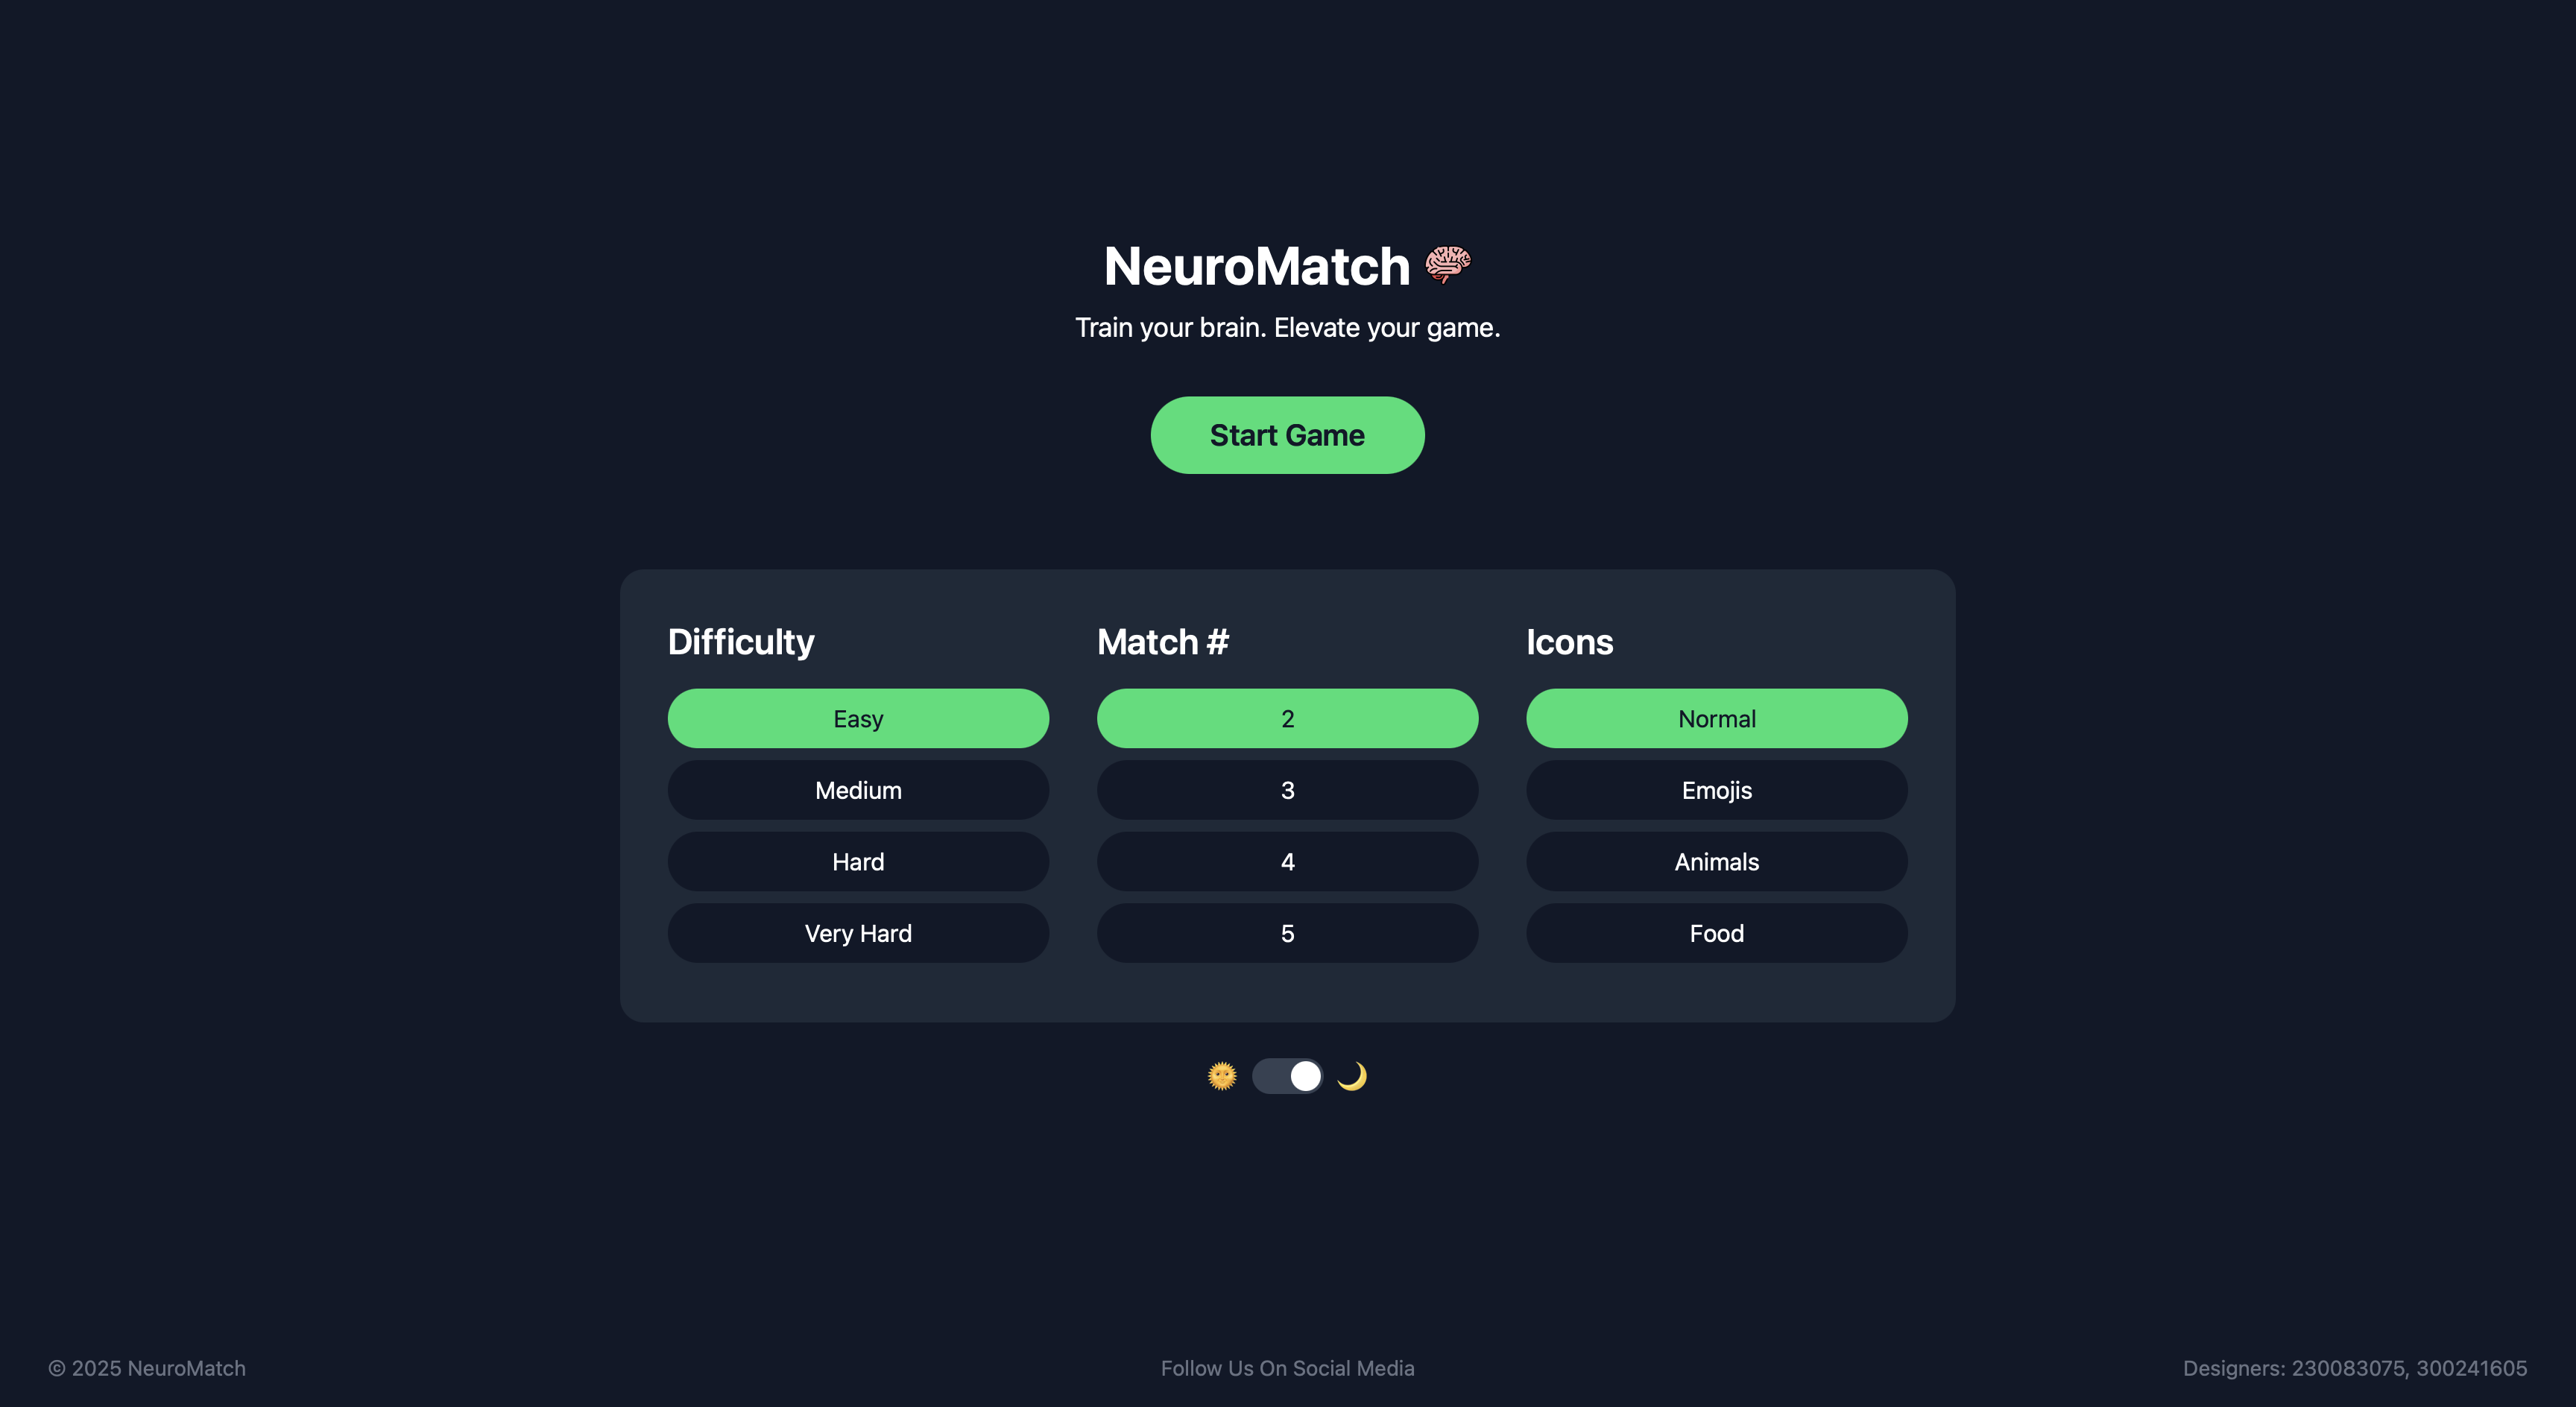 NeuroMatch
Train your brain. Elevate your game.
Start Game
Difficulty
Easy
Medium
Hard
Very Hard
Match #
2
3
4
5
Icons
Normal
Emojis
Animals
Food
© 2025 NeuroMatch
Follow Us On Social Media
Designers: 230083075, 300241605